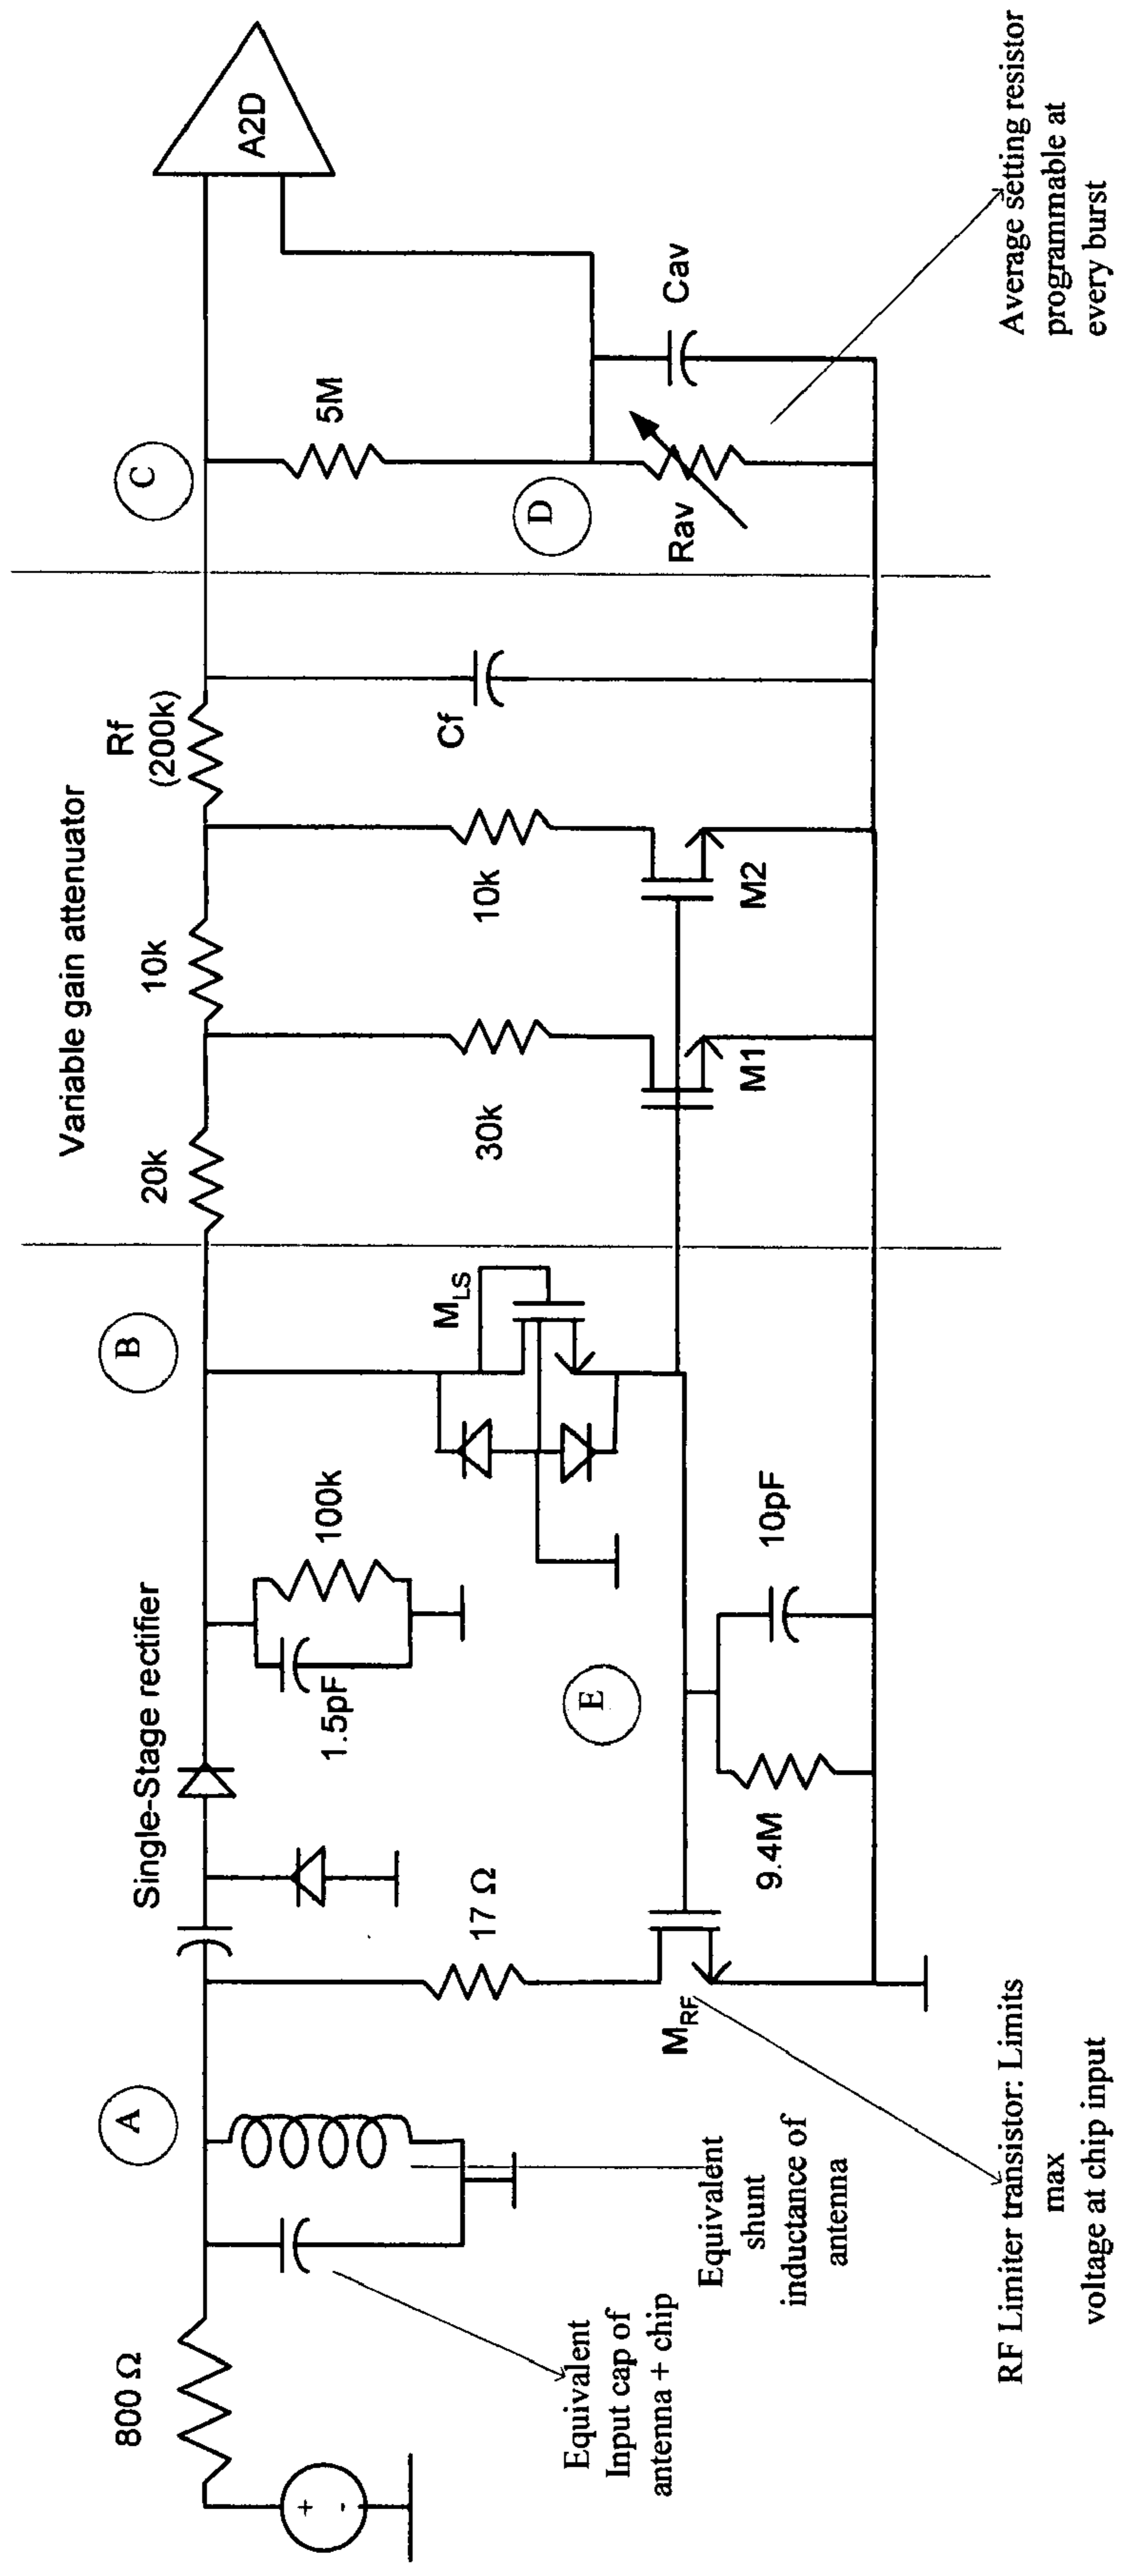 Single-Stage rectifier
Variable gain attenuator
A
B
C
D
E
A2D
800 Ω
+
-
Equivalent
Input cap of
antenna + chip
Equivalent
shunt
inductance of
antenna
17 Ω
M_RF
RF Limiter transistor: Limits
max
voltage at chip input
9.4M
10pF
1.5pF
100k
M_LS
20k
10k
Rf
(200k)
30k
10k
M1
M2
Cf
5M
Rav
Cav
Average setting resistor
programmable at
every burst